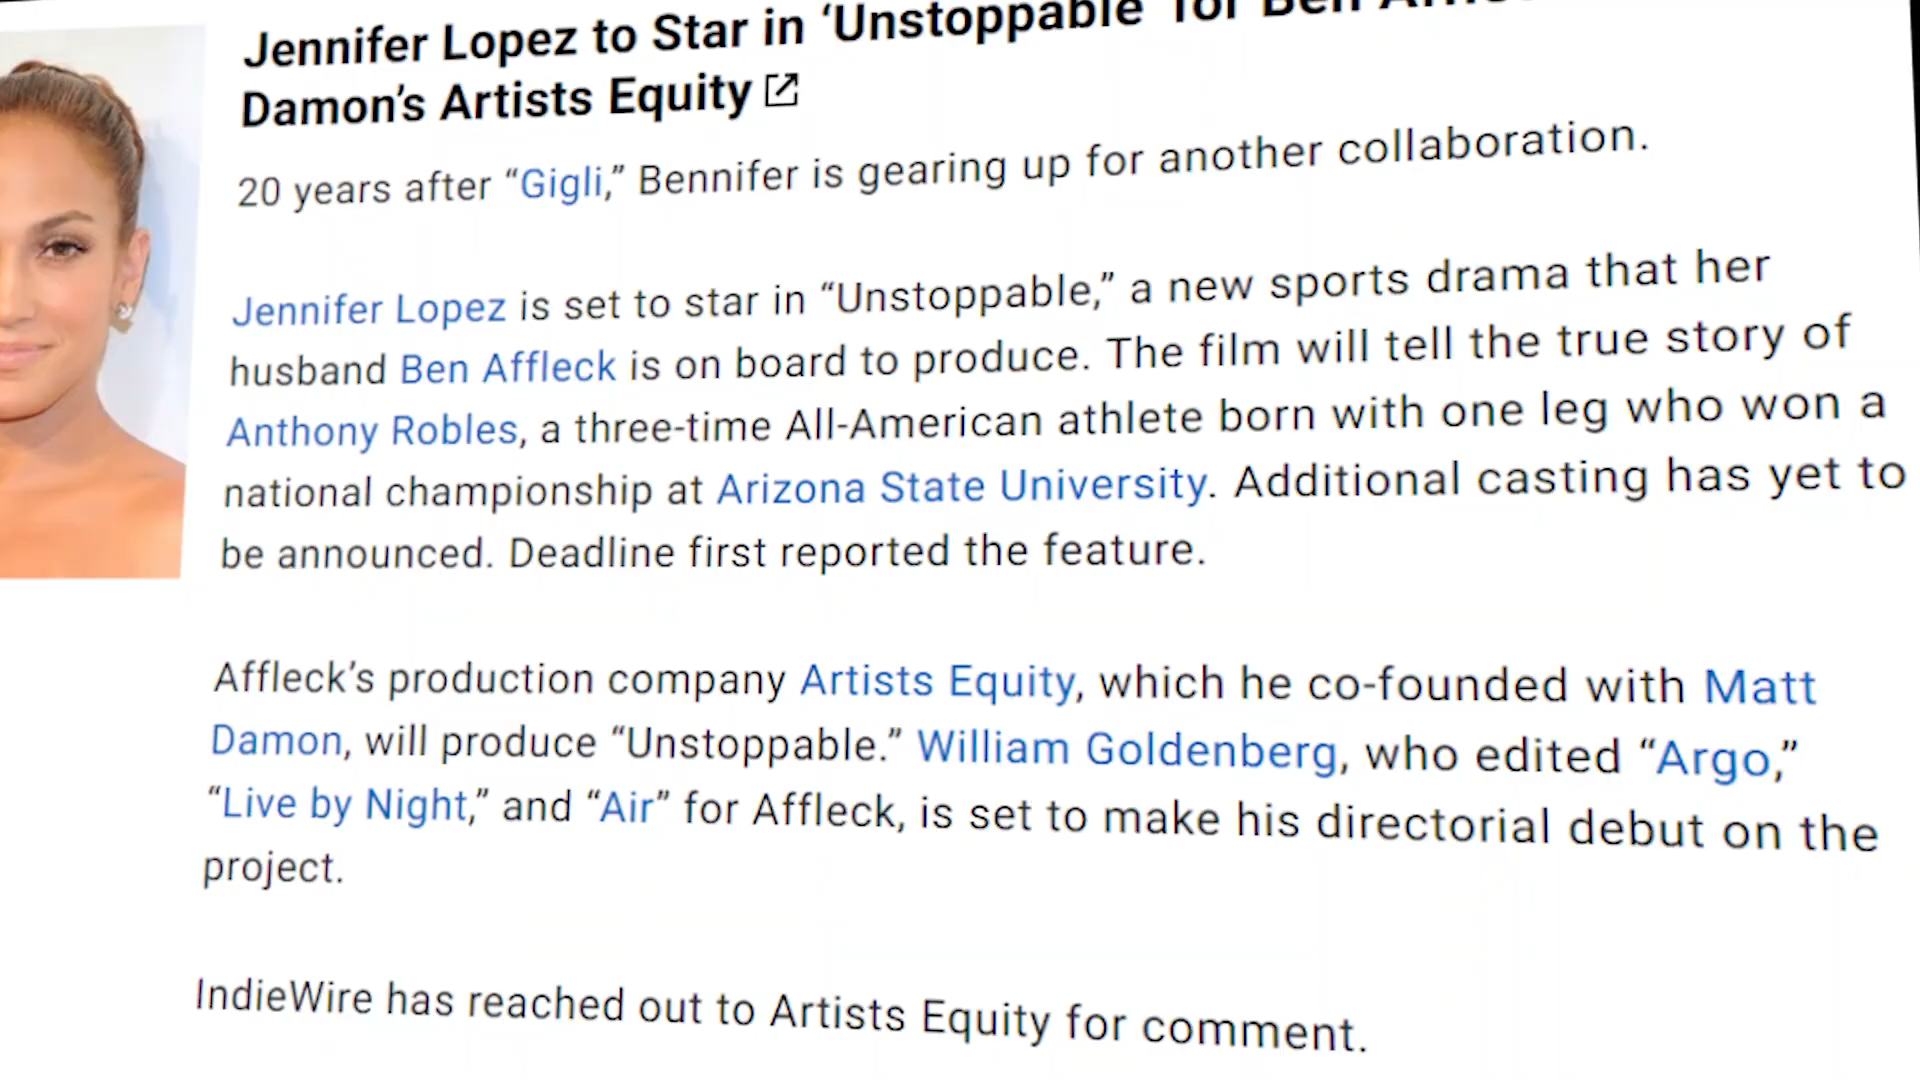 Jennifer Lopez to Star in ‘Unstoppable’ for Ben
Damon’s Artists Equity
20 years after “Gigli,” Bennifer is gearing up for another collaboration.
Jennifer Lopez is set to star in “Unstoppable,” a new sports drama that her
husband Ben Affleck is on board to produce. The film will tell the true story of
Anthony Robles, a three-time All-American athlete born with one leg who won a
national championship at Arizona State University. Additional casting has yet to
be announced. Deadline first reported the feature.
Affleck’s production company Artists Equity, which he co-founded with Matt
Damon, will produce “Unstoppable.” William Goldenberg, who edited “Argo,”
“Live by Night,” and “Air” for Affleck, is set to make his directorial debut on the
project.
IndieWire has reached out to Artists Equity for comment.